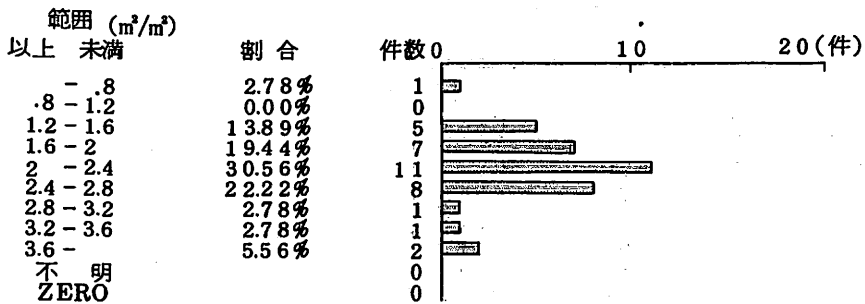 範囲 (m²/m²)
以上 未満 割合 件数 0 10 20(件)
- .8 2.78% 1
.8 - 1.2 0.00% 0
1.2 - 1.6 13.89% 5
1.6 - 2 19.44% 7
2 - 2.4 30.56% 11
2.4 - 2.8 22.22% 8
2.8 - 3.2 2.78% 1
3.2 - 3.6 2.78% 1
3.6 - 5.56% 2
不明 0
ZERO 0